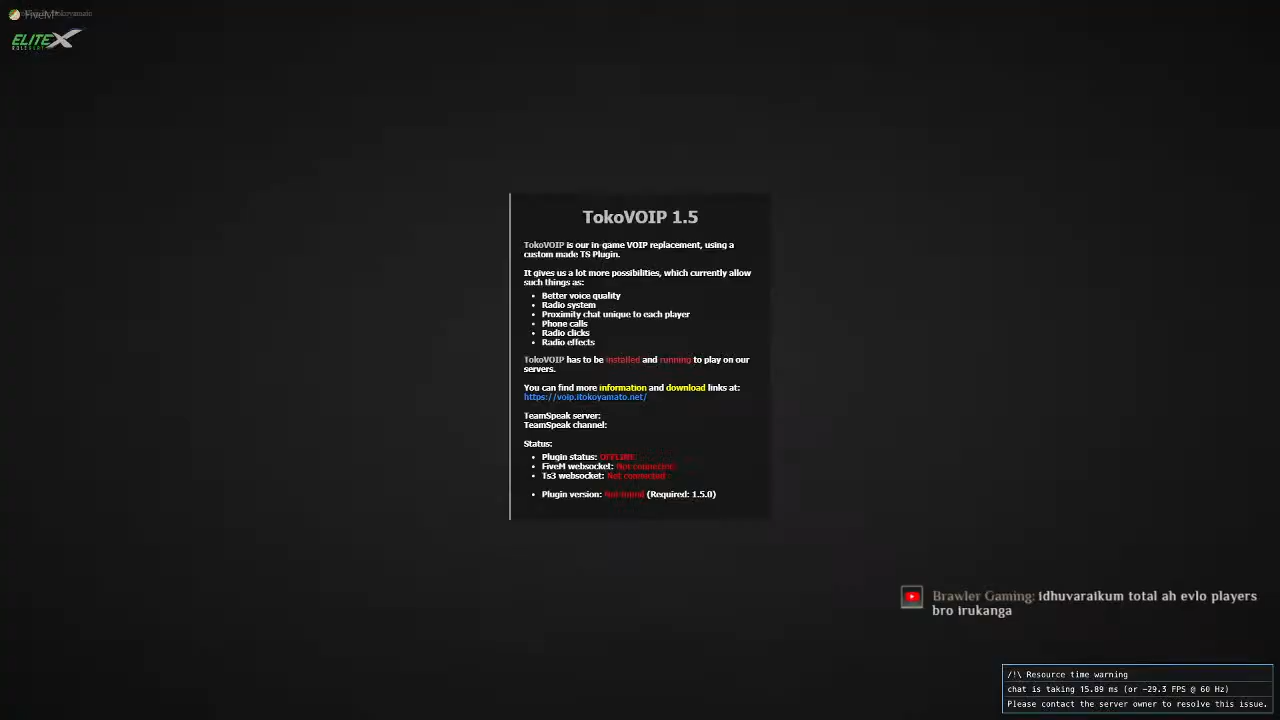 FiveM
ELITEX
ROLEPLAY
TokoVOIP 1.5
TokoVOIP is our in-game VOIP replacement, using a
custom made TS Plugin.
It gives us a lot more possibilities, which currently allow
such things as:
• Better voice quality
• Radio system
• Proximity chat unique to each player
• Phone calls
• Radio clicks
• Radio effects
TokoVOIP has to be installed and running to play on our
servers.
You can find more information and download links at:
https://voip.itokoyamato.net/
TeamSpeak server:
TeamSpeak channel:
Status:
• Plugin status: OFFLINE
• FiveM websocket: Not connected
• Ts3 websocket: Not connected
• Plugin version: Not found (Required: 1.5.0)
Brawler Gaming: idhuvaraikum total ah evlo players
bro irukanga
/!\ Resource time warning
chat is taking 15.89 ms (or -29.3 FPS @ 60 Hz)
Please contact the server owner to resolve this issue.